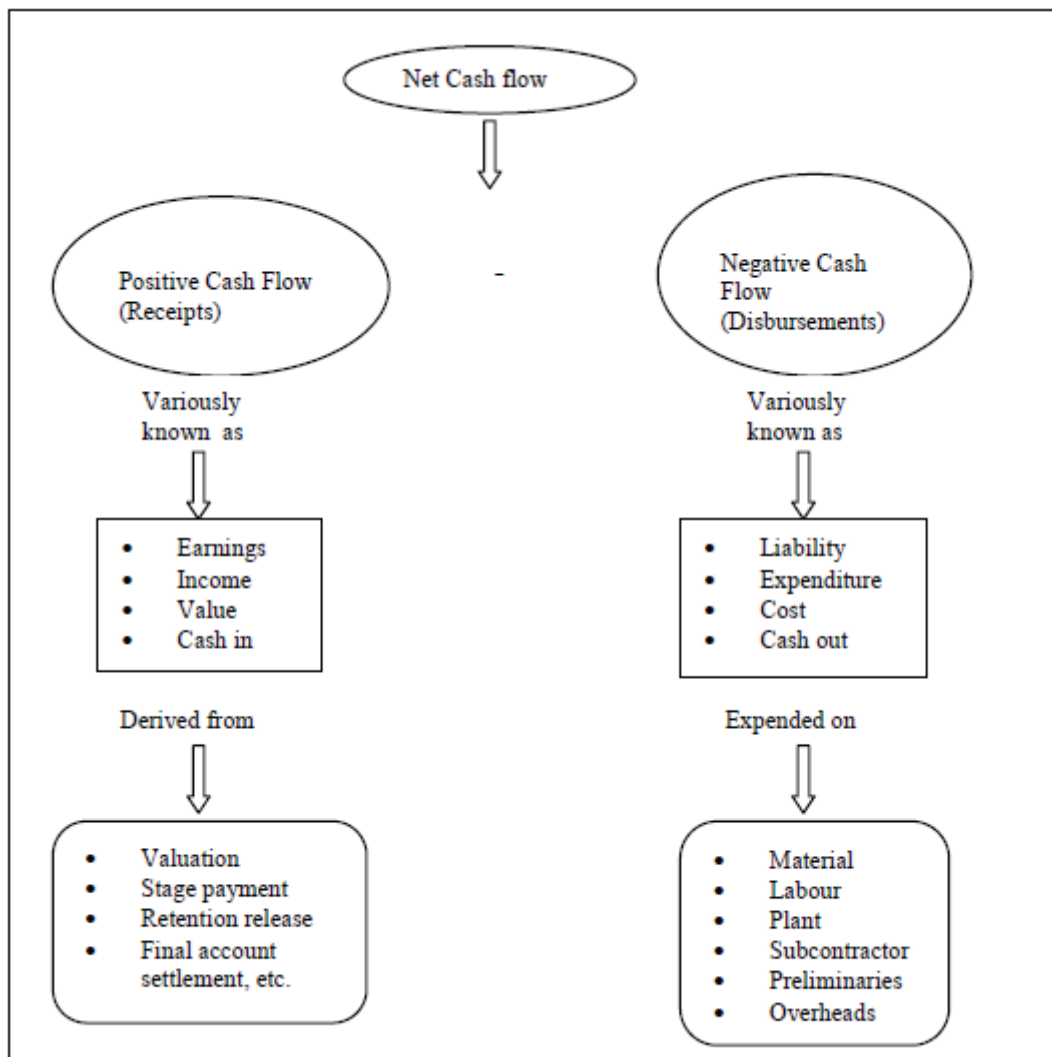 Net Cash flow
Positive Cash Flow
(Receipts)
-
Negative Cash
Flow
(Disbursements)
Variously
known as
Variously
known as
• Earnings
• Income
• Value
• Cash in
• Liability
• Expenditure
• Cost
• Cash out
Derived from
Expended on
• Valuation
• Stage payment
• Retention release
• Final account
settlement, etc.
• Material
• Labour
• Plant
• Subcontractor
• Preliminaries
• Overheads